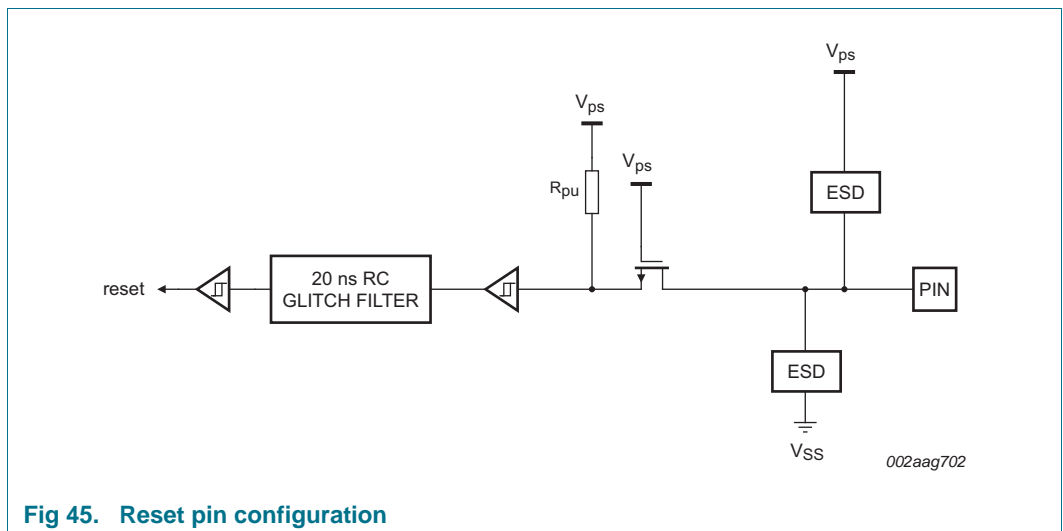 Vps
Vps
Vps
Rpu
ESD
reset
20 ns RC
GLITCH FILTER
PIN
ESD
VSS
002aag702
Fig 45. Reset pin configuration